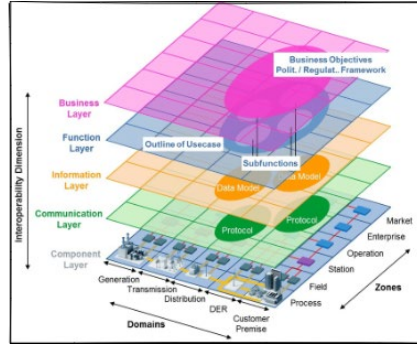 Business Objectives
Polit. / Regulat.. Framework
Business
Layer
Function
Layer
Outline of Usecase
Subfunctions
Information
Layer
Data Model
Data Model
Communication
Layer
Protocol
Protocol
Component
Layer
Interoperability Dimension
Generation
Transmission
Distribution
DER
Customer
Premise
Domains
Market
Enterprise
Operation
Station
Field
Process
Zones